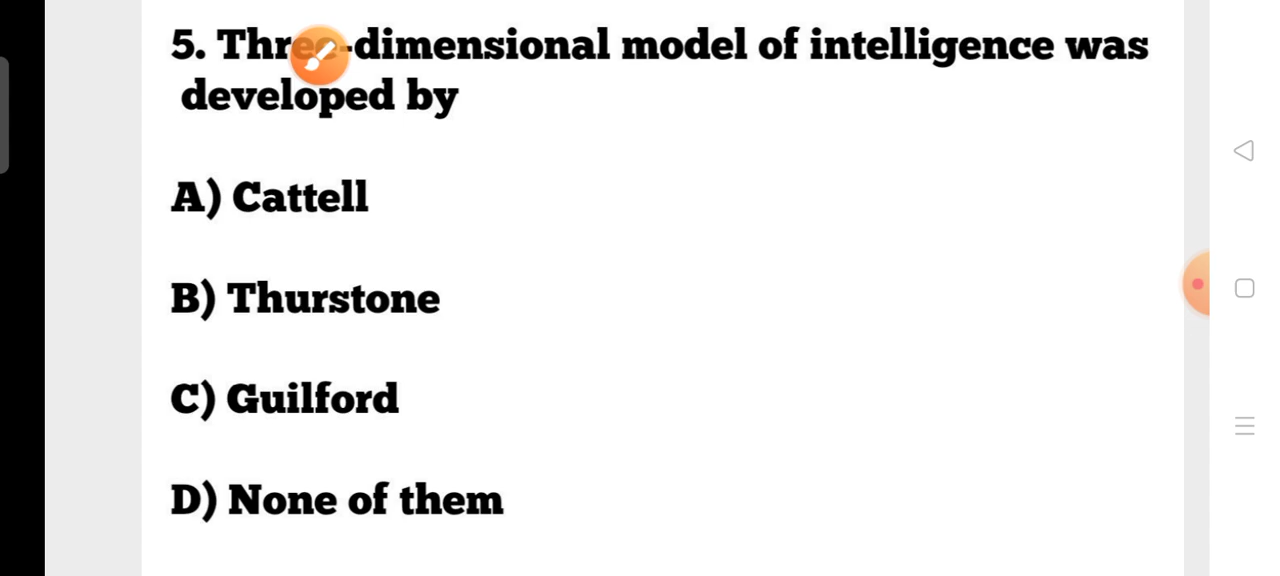 5. Three-dimensional model of intelligence was
developed by
A) Cattell
B) Thurstone
C) Guilford
D) None of them